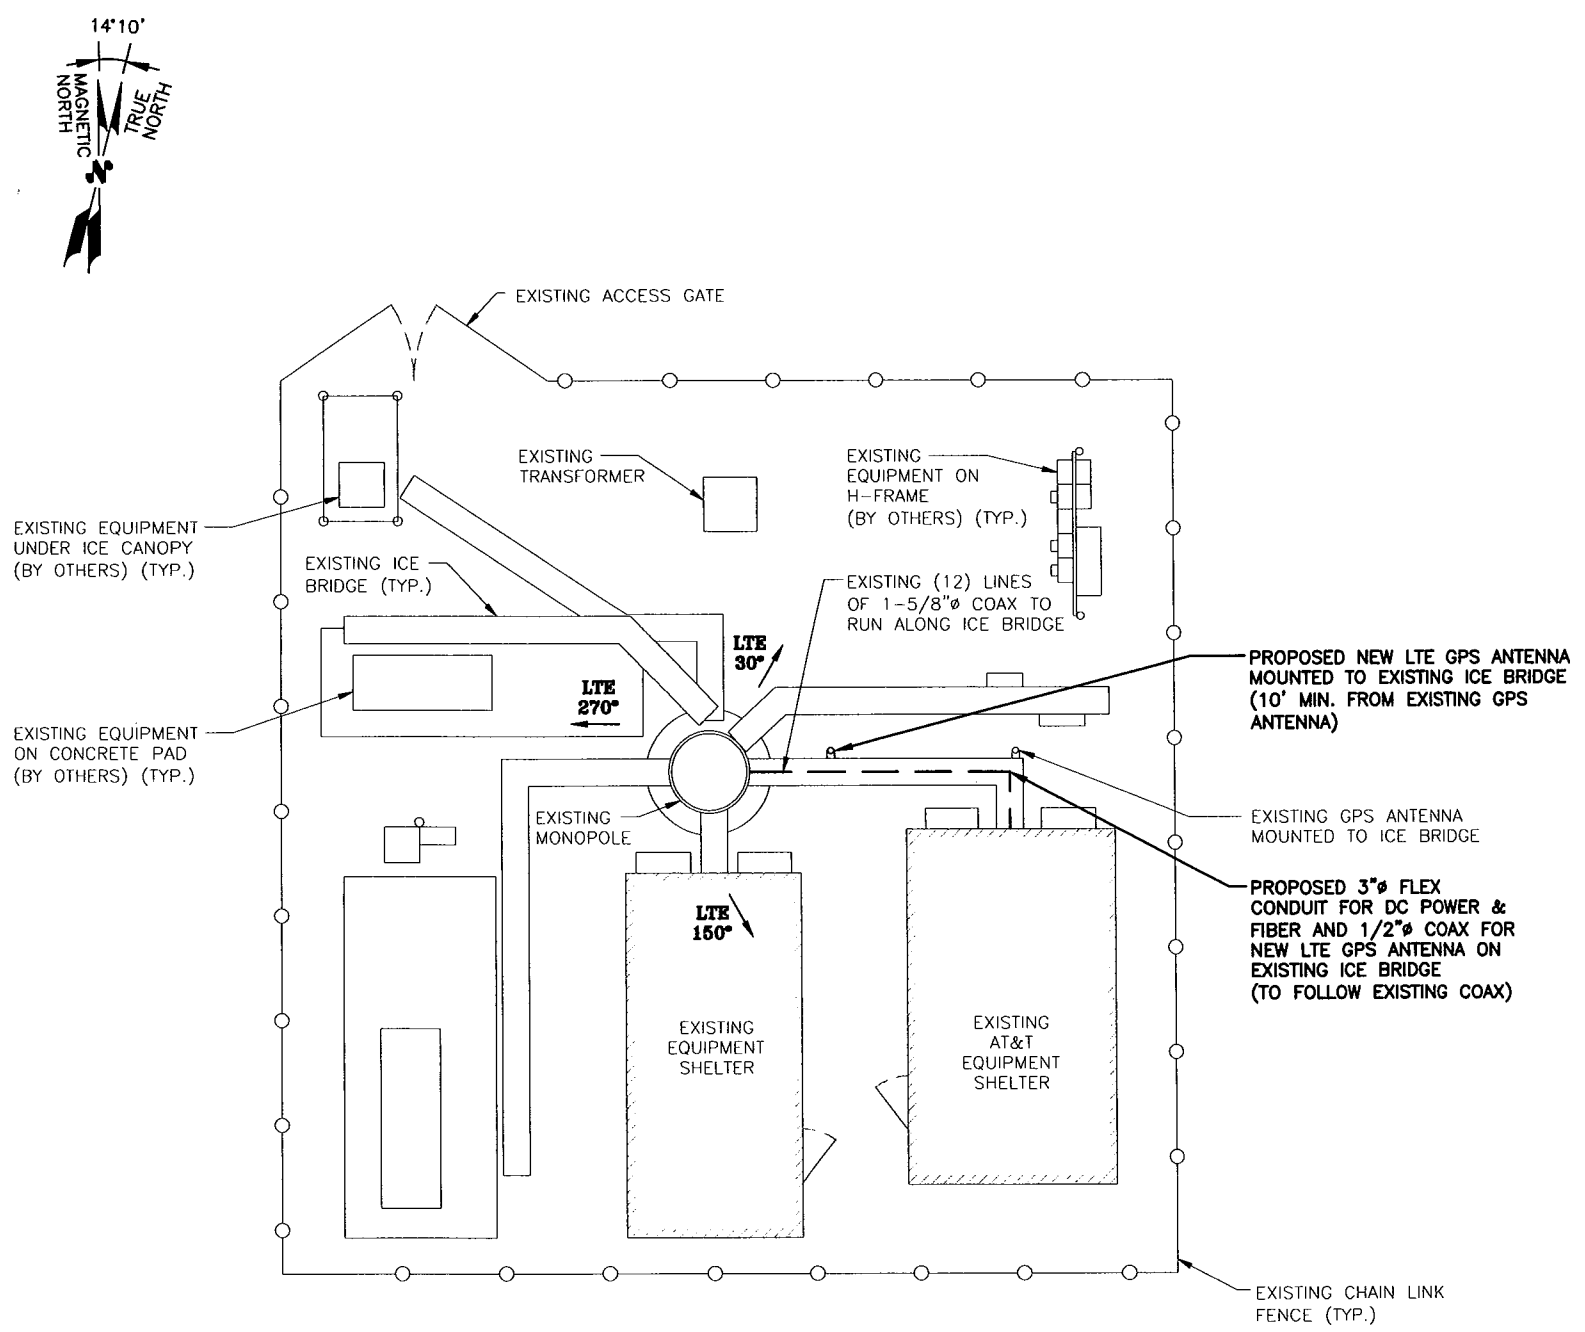 14°10'
MAGNETIC
NORTH
TRUE
NORTH
N
EXISTING ACCESS GATE
EXISTING
TRANSFORMER
EXISTING
EQUIPMENT ON
H-FRAME
(BY OTHERS) (TYP.)
EXISTING EQUIPMENT
UNDER ICE CANOPY
(BY OTHERS) (TYP.)
EXISTING ICE
BRIDGE (TYP.)
EXISTING (12) LINES
OF 1-5/8"ø COAX TO
RUN ALONG ICE BRIDGE
LTE
30°
LTE
270°
PROPOSED NEW LTE GPS ANTENNA
MOUNTED TO EXISTING ICE BRIDGE
(10' MIN. FROM EXISTING GPS
ANTENNA)
EXISTING EQUIPMENT
ON CONCRETE PAD
(BY OTHERS) (TYP.)
EXISTING
MONOPOLE
EXISTING GPS ANTENNA
MOUNTED TO ICE BRIDGE
LTE
150°
PROPOSED 3"ø FLEX
CONDUIT FOR DC POWER &
FIBER AND 1/2"ø COAX FOR
NEW LTE GPS ANTENNA ON
EXISTING ICE BRIDGE
(TO FOLLOW EXISTING COAX)
EXISTING
EQUIPMENT
SHELTER
EXISTING
AT&T
EQUIPMENT
SHELTER
EXISTING CHAIN LINK
FENCE (TYP.)